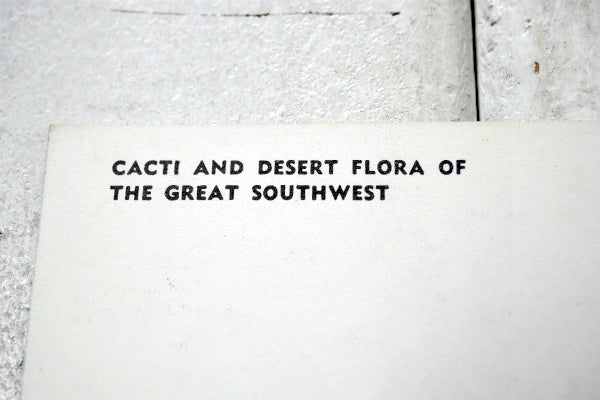 CACTI AND DESERT FLORA OF
THE GREAT SOUTHWEST